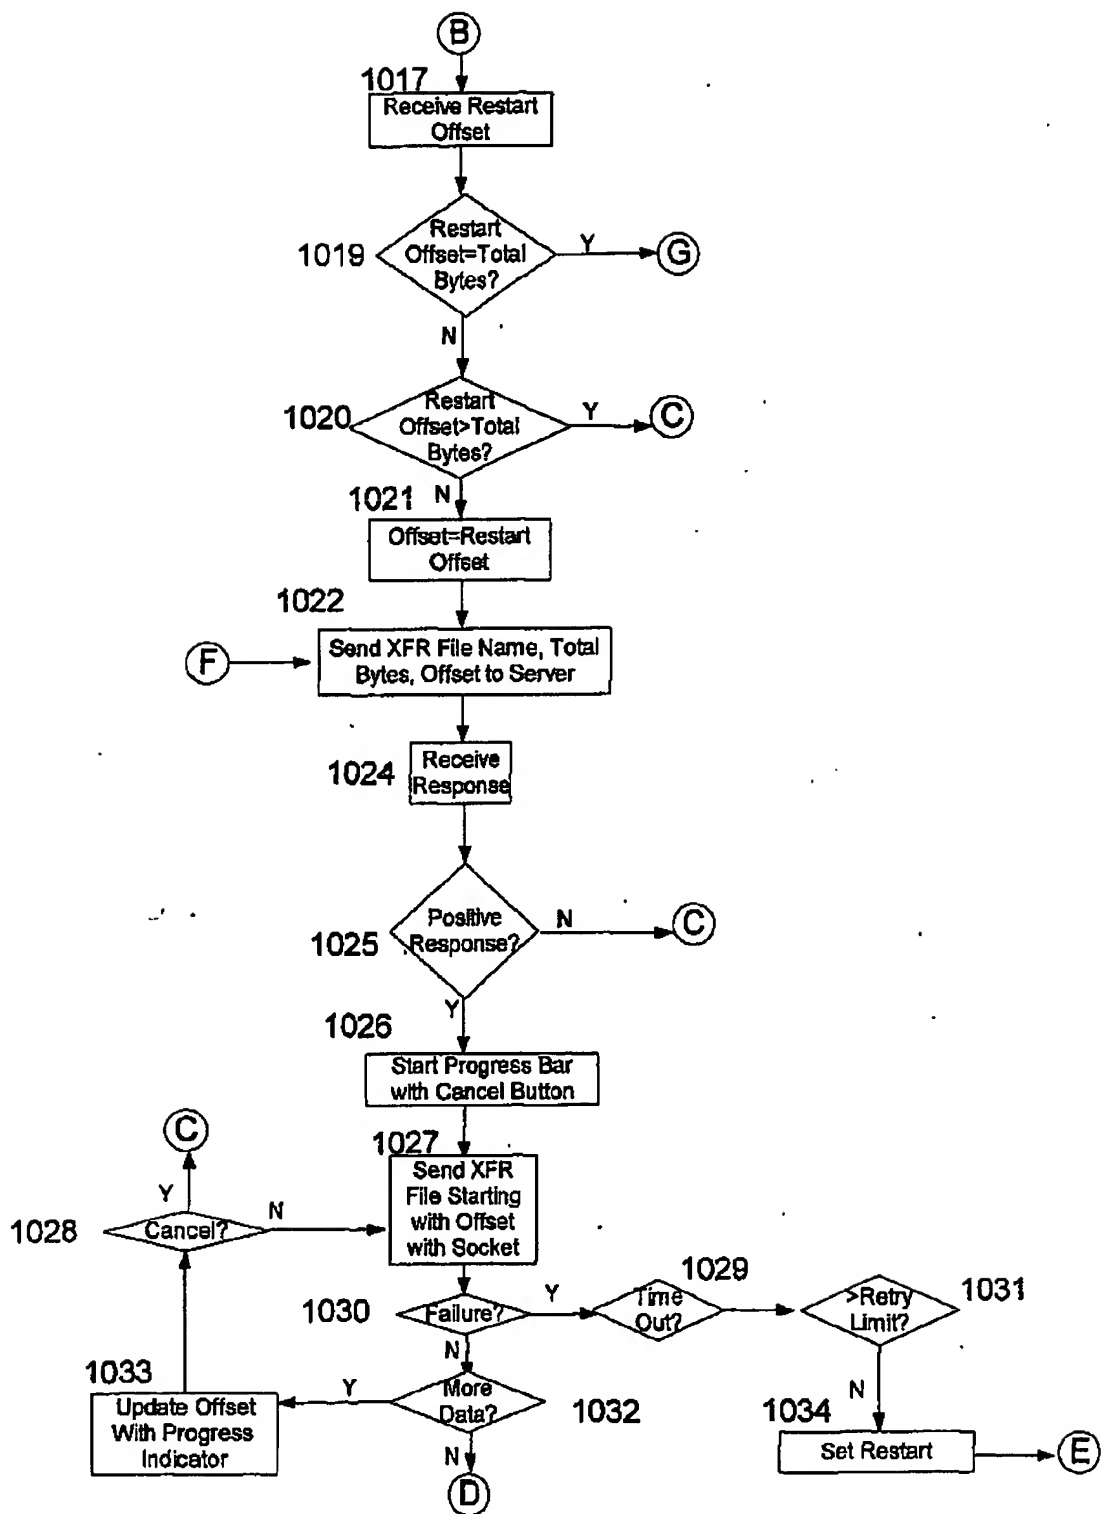 B
1017
Receive Restart
Offset
1019
Restart
Offset=Total
Bytes?
Y
G
N
1020
Restart
Offset>Total
Bytes?
Y
C
N
1021
Offset=Restart
Offset
1022
F
Send XFR File Name, Total
Bytes, Offset to Server
1024
Receive
Response
1025
Positive
Response?
N
C
Y
1026
Start Progress Bar
with Cancel Button
C
1027
Send XFR
File Starting
with Offset
with Socket
Y
N
1028
Cancel?
1029
1030
Failure?
Y
Time
Out?
>Retry
Limit?
1031
N
1033
Y
More
Data?
1032
N
1034
Update Offset
With Progress
Indicator
N
Set Restart
E
D